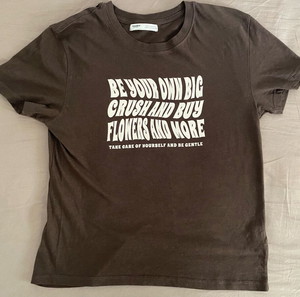 BE YOUR OWN BIG
CRUSH AND BUY
FLOWERS AND MORE
TAKE CARE OF YOURSELF AND BE GENTLE